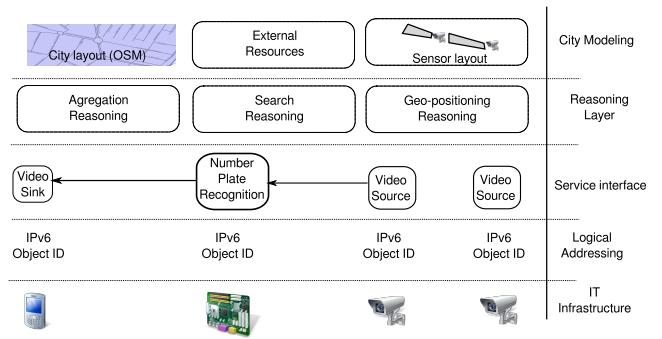 City layout (OSM)
External
Resources
Sensor layout
City Modeling
Agregation
Reasoning
Search
Reasoning
Geo-positioning
Reasoning
Reasoning
Layer
Video
Sink
Number
Plate
Recognition
Video
Source
Video
Source
Service interface
IPv6
Object ID
IPv6
Object ID
IPv6
Object ID
IPv6
Object ID
Logical
Addressing
IT
Infrastructure